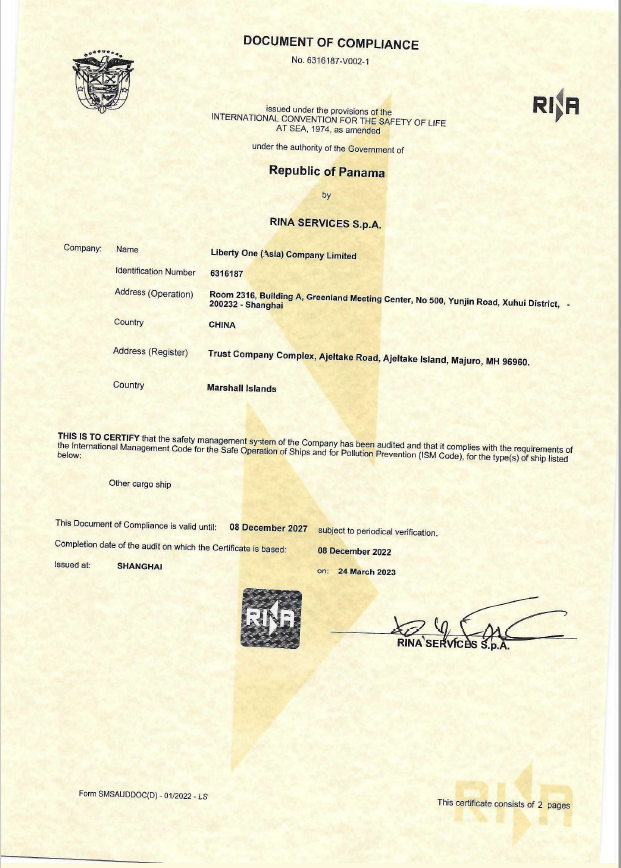 DOCUMENT OF COMPLIANCE
No. 6316187-V002-1
RINA
issued under the provisions of the
INTERNATIONAL CONVENTION FOR THE SAFETY OF LIFE
AT SEA, 1974, as amended
under the authority of the Government of
Republic of Panama
by
RINA SERVICES S.p.A.
Company: Name Liberty One (Asia) Company Limited
Identification Number 6316187
Address (Operation) Room 2316, Building A, Greenland Meeting Center, No 500, Yunjin Road, Xuhui District, -
200232 - Shanghai
Country CHINA
Address (Register) Trust Company Complex, Ajeltake Road, Ajeltake Island, Majuro, MH 96960.
Country Marshall Islands
THIS IS TO CERTIFY that the safety management system of the Company has been audited and that it complies with the requirements of
the International Management Code for the Safe Operation of Ships and for Pollution Prevention (ISM Code), for the type(s) of ship listed
below:
Other cargo ship
This Document of Compliance is valid until: 08 December 2027 subject to periodical verification.
Completion date of the audit on which the Certificate is based: 08 December 2022
Issued at: SHANGHAI on: 24 March 2023
RINA
RINA SERVICES S.p.A.
Form SMSAUDDOC(D) - 01/2022 - LS
RINA
This certificate consists of 2 pages